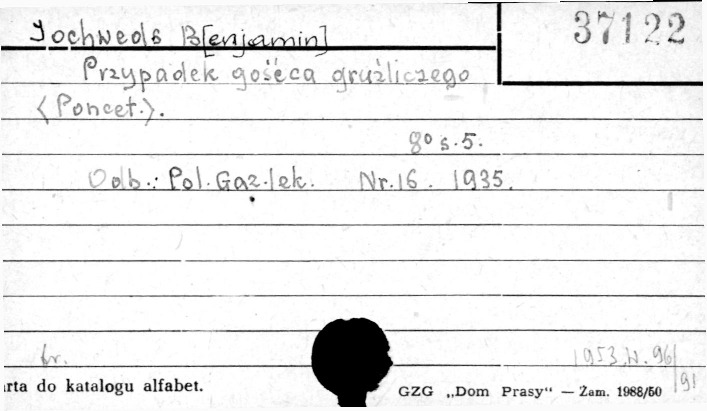 Jochweds B[enjamin]
37122
Przypadek gośćca gruźliczego
<Poncet.>.
8° s.5.
Odb.: Pol. Gaz. lek. Nr.16. 1935.
1953.W.96/91
arta do katalogu alfabet.
GZG „Dom Prasy“ — Zam. 1988/50